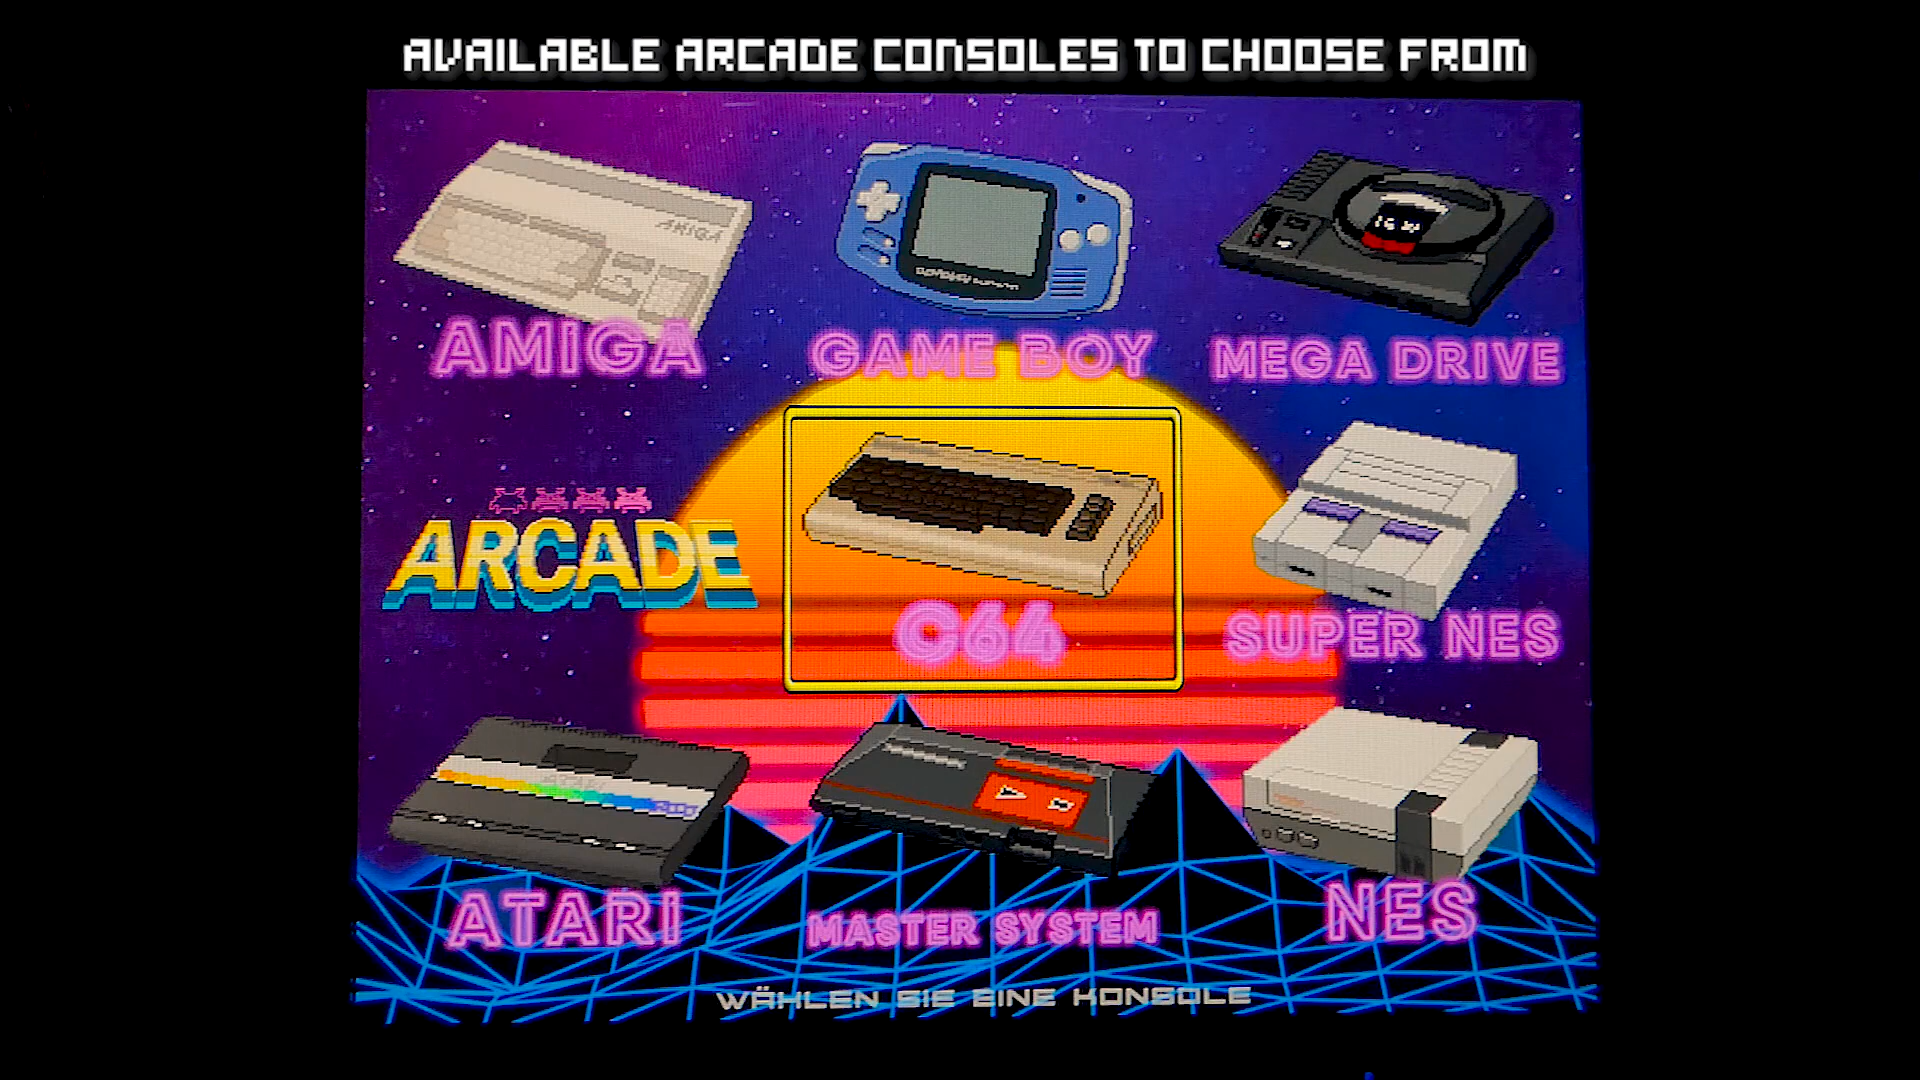 AVAILABLE ARCADE CONSOLES TO CHOOSE FROM
AMIGA
AMIGA
GAME BOY
MEGA DRIVE
ARCADE
C64
SUPER NES
ATARI
MASTER SYSTEM
NES
WÄHLEN SIE EINE KONSOLE